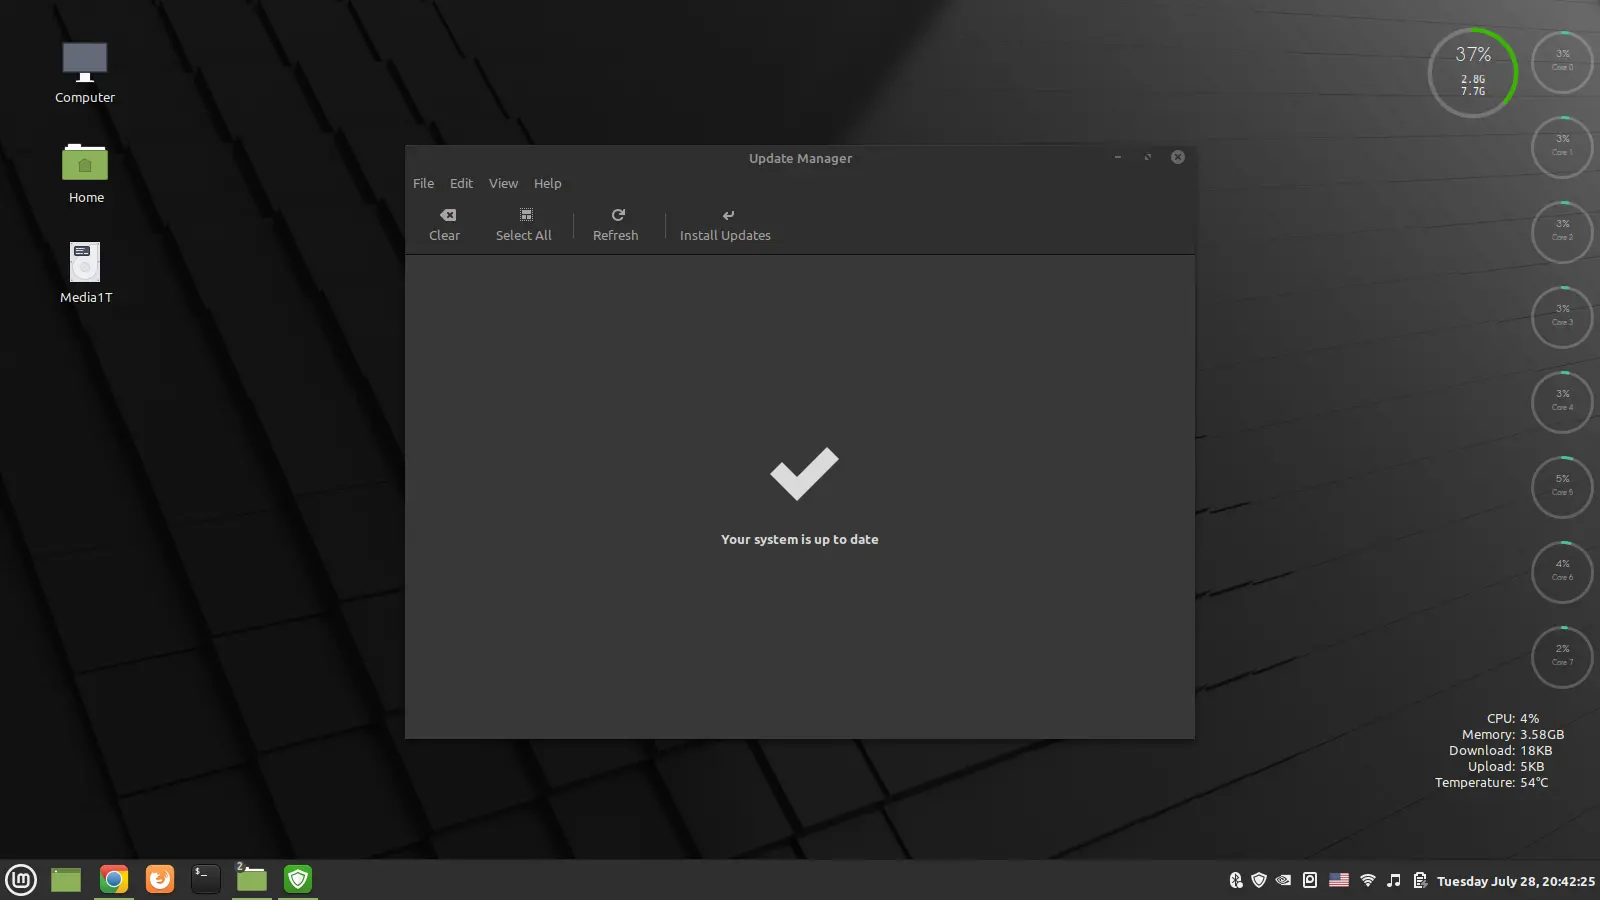 Computer
Home
Media1T
Update Manager
File Edit View Help
Clear Select All Refresh Install Updates
Your system is up to date
37%
2.8G
7.7G
3%
Core 0
3%
Core 1
3%
Core 2
3%
Core 3
3%
Core 4
5%
Core 5
4%
Core 6
2%
Core 7
CPU: 4%
Memory: 3.58GB
Download: 18KB
Upload: 5KB
Temperature: 54°C
$_
2
Tuesday July 28, 20:42:25